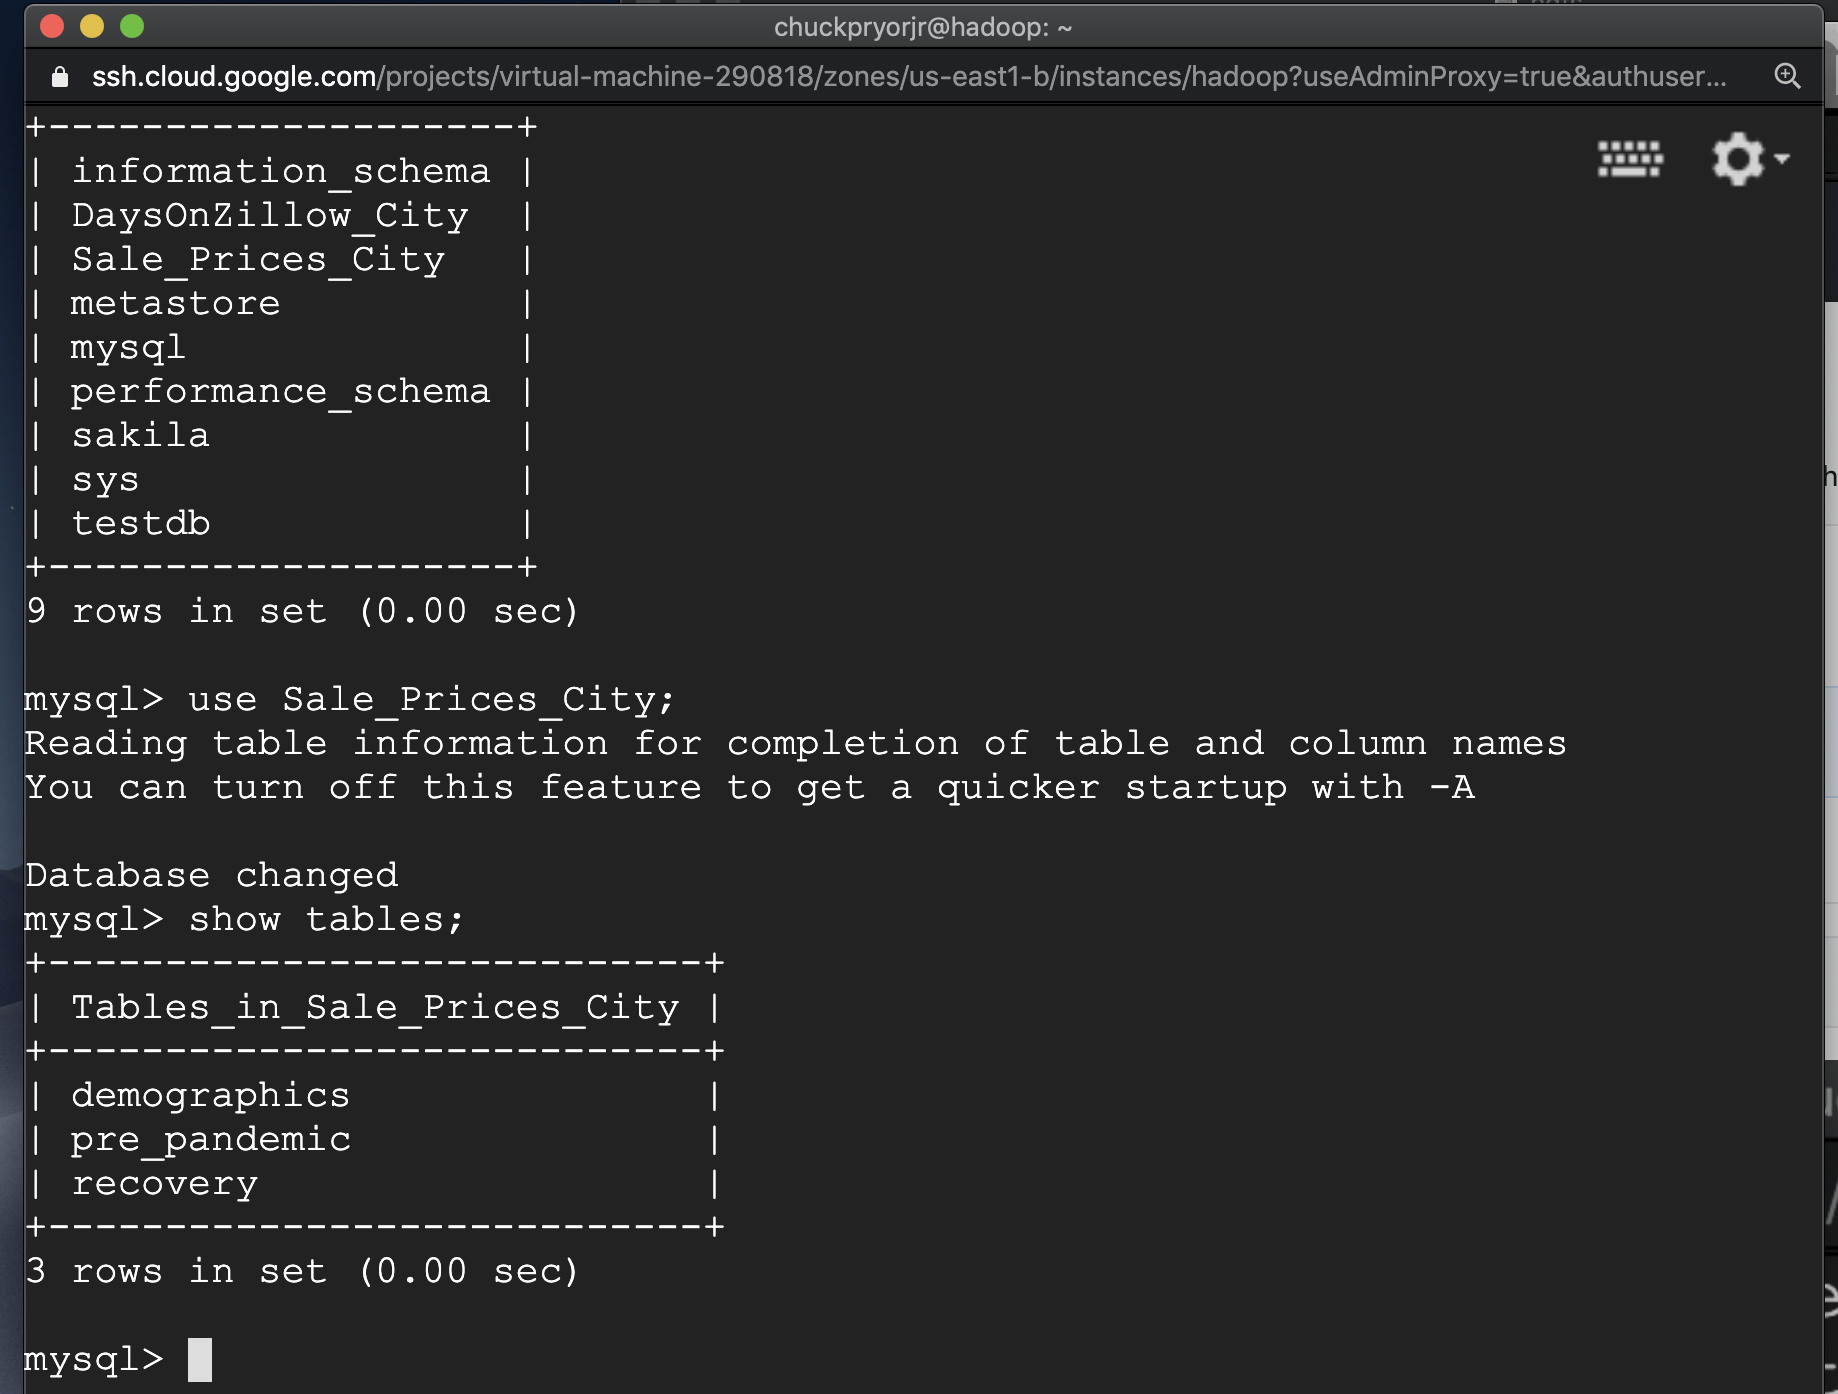 chuckpryorjr@hadoop: ~
ssh.cloud.google.com/projects/virtual-machine-290818/zones/us-east1-b/instances/hadoop?useAdminProxy=true&authuser...
+--------------------+
| information_schema |
| DaysOnZillow_City  |
| Sale_Prices_City   |
| metastore          |
| mysql              |
| performance_schema |
| sakila             |
| sys                |
| testdb             |
+--------------------+
9 rows in set (0.00 sec)
mysql> use Sale_Prices_City;
Reading table information for completion of table and column names
You can turn off this feature to get a quicker startup with -A
Database changed
mysql> show tables;
+----------------------------+
| Tables_in_Sale_Prices_City |
+----------------------------+
| demographics               |
| pre_pandemic               |
| recovery                   |
+----------------------------+
3 rows in set (0.00 sec)
mysql>